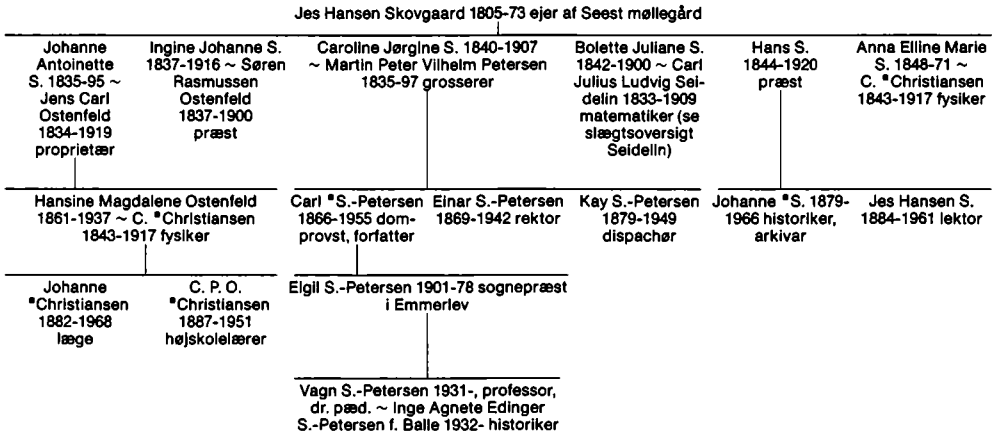 Jes Hansen Skovgaard 1805-73 ejer af Seest møllegård
Johanne
Antoinette
S. 1835-95 ~
Jens Carl
Ostenfeld
1834-1919
proprietær
Ingine Johanne S.
1837-1916 ~ Søren
Rasmussen
Ostenfeld
1837-1900
præst
Caroline Jørgine S. 1840-1907
~ Martin Peter Vilhelm Petersen
1835-97 grosserer
Bolette Juliane S.
1842-1900 ~ Carl
Julius Ludvig Sei-
delin 1833-1909
matematiker (se
slægtsoversigt
Seidelin)
Hans S.
1844-1920
præst
Anna Elline Marie
S. 1848-71 ~
C. *Christiansen
1843-1917 fysiker
Hansine Magdalene Ostenfeld
1861-1937 ~ C. *Christiansen
1843-1917 fysiker
Carl *S.-Petersen
1866-1955 dom-
provst, forfatter
Einar S.-Petersen
1869-1942 rektor
Kay S.-Petersen
1879-1949
dispachør
Johanne *S. 1879-
1966 historiker,
arkivar
Jes Hansen S.
1884-1961 lektor
Johanne
*Christiansen
1882-1968
læge
C. P. O.
*Christiansen
1887-1951
højskolelærer
Eigil S.-Petersen 1901-78 sognepræst
i Emmerlev
Vagn S.-Petersen 1931-, professor,
dr. pæd. ~ Inge Agnete Edinger
S.-Petersen f. Balle 1932- historiker